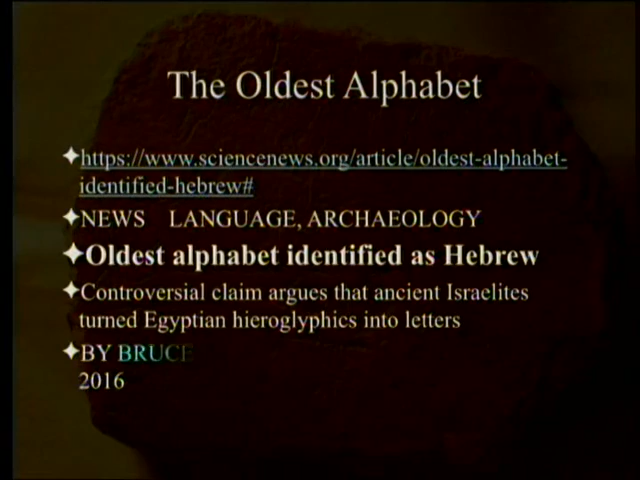 The Oldest Alphabet
https://www.sciencenews.org/article/oldest-alphabet-
identified-hebrew#
NEWS LANGUAGE, ARCHAEOLOGY
Oldest alphabet identified as Hebrew
Controversial claim argues that ancient Israelites
turned Egyptian hieroglyphics into letters
BY BRUCE
2016